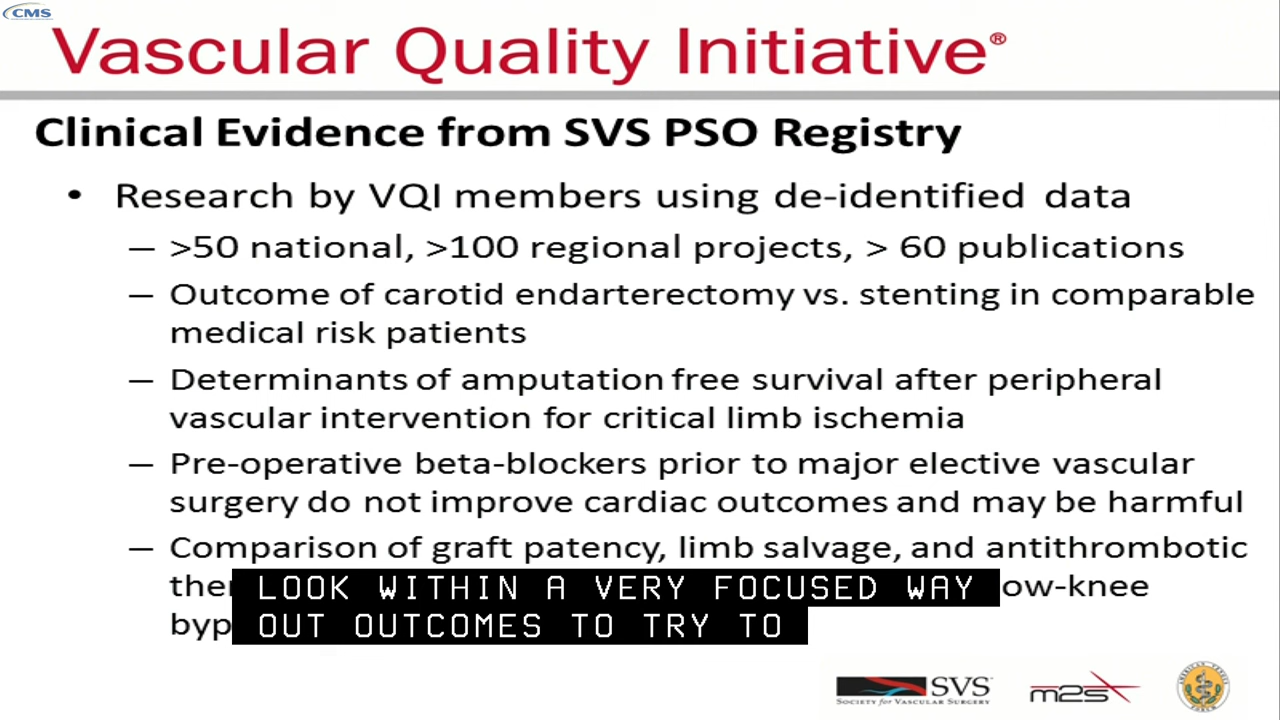 CMS
Vascular Quality Initiative®
Clinical Evidence from SVS PSO Registry
• Research by VQI members using de-identified data
— >50 national, >100 regional projects, > 60 publications
— Outcome of carotid endarterectomy vs. stenting in comparable
medical risk patients
— Determinants of amputation free survival after peripheral
vascular intervention for critical limb ischemia
— Pre-operative beta-blockers prior to major elective vascular
surgery do not improve cardiac outcomes and may be harmful
— Comparison of graft patency, limb salvage, and antithrombotic
LOOK WITHIN A VERY FOCUSED WAY
OUT OUTCOMES TO TRY TO
SVS
SOCIETY for VASCULAR SURGERY
m2s